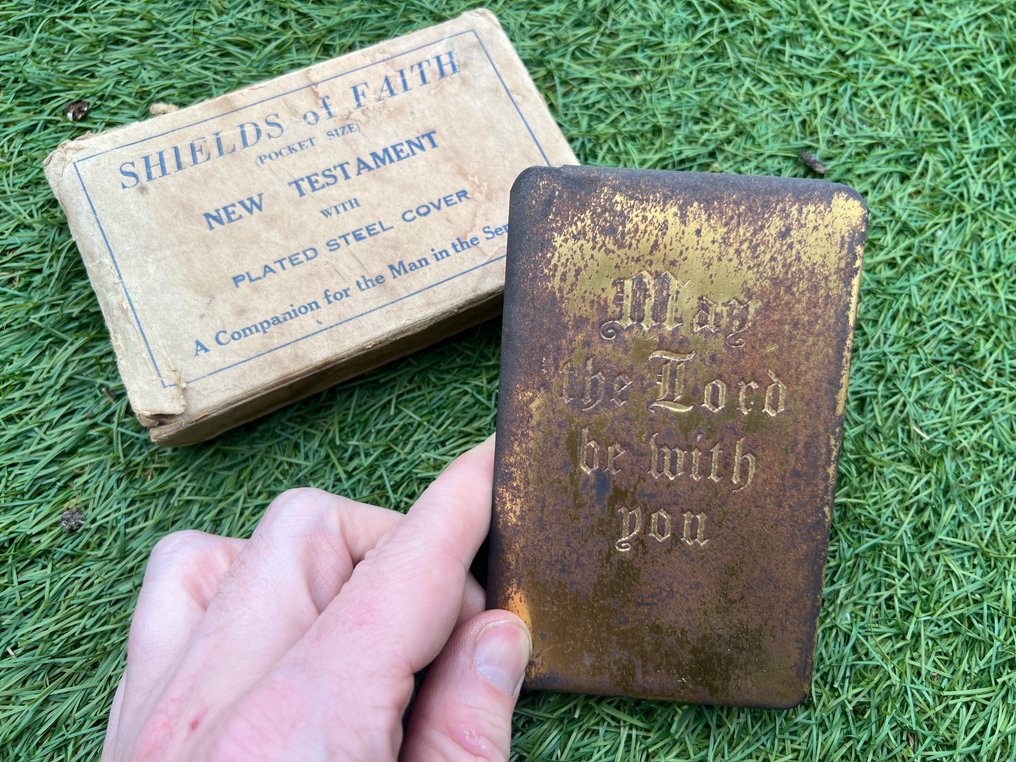 SHIELDS of FAITH
(POCKET SIZE)
NEW TESTAMENT
WITH
PLATED STEEL COVER
A Companion for the Man in the
May
the Lord
be with
you